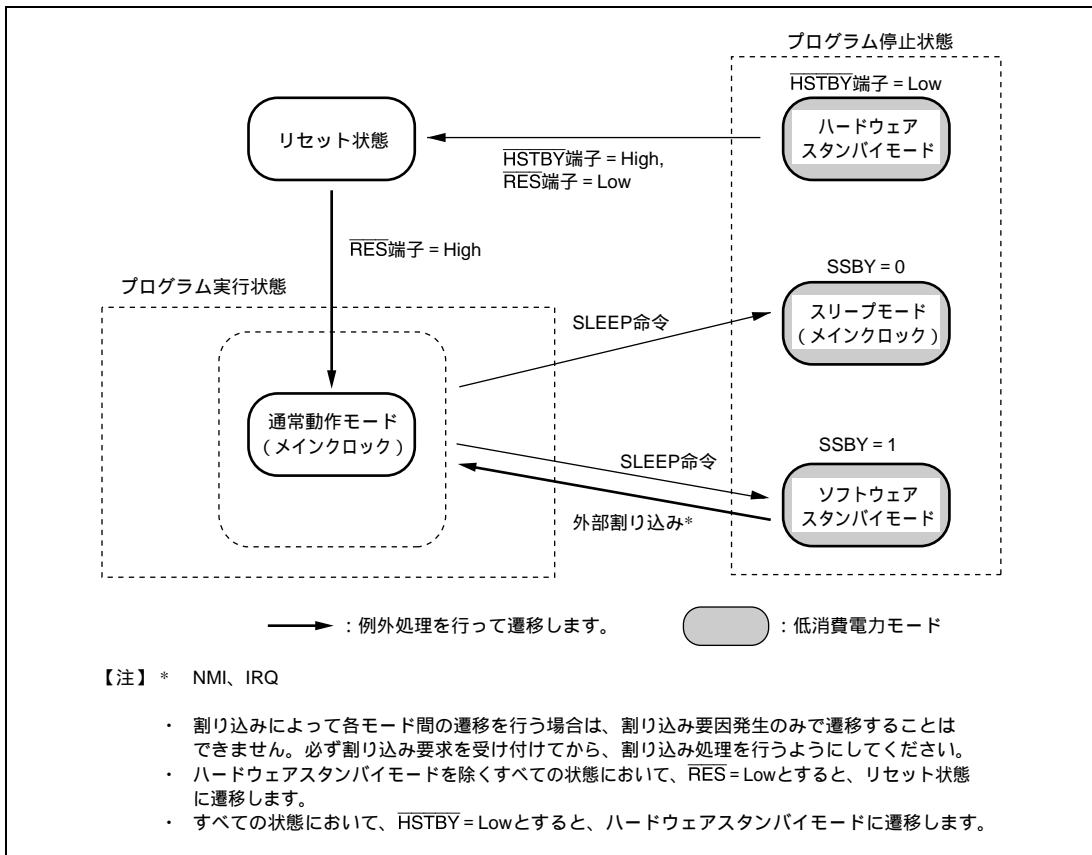 プログラム停止状態
HSTBY端子 = Low
ハードウェア
スタンバイモード
リセット状態
HSTBY端子 = High,
RES端子 = Low
RES端子 = High
プログラム実行状態
SSBY = 0
スリープモード
（メインクロック）
SLEEP命令
通常動作モード
（メインクロック）
SSBY = 1
SLEEP命令
ソフトウェア
スタンバイモード
外部割り込み*
：例外処理を行って遷移します。
：低消費電力モード
【注】* NMI、IRQ
・ 割り込みによって各モード間の遷移を行う場合は、割り込み要因発生のみで遷移することは
できません。必ず割り込み要求を受け付けてから、割り込み処理を行うようにしてください。
・ ハードウェアスタンバイモードを除くすべての状態において、RES = Lowとすると、リセット状態
に遷移します。
・ すべての状態において、HSTBY = Lowとすると、ハードウェアスタンバイモードに遷移します。